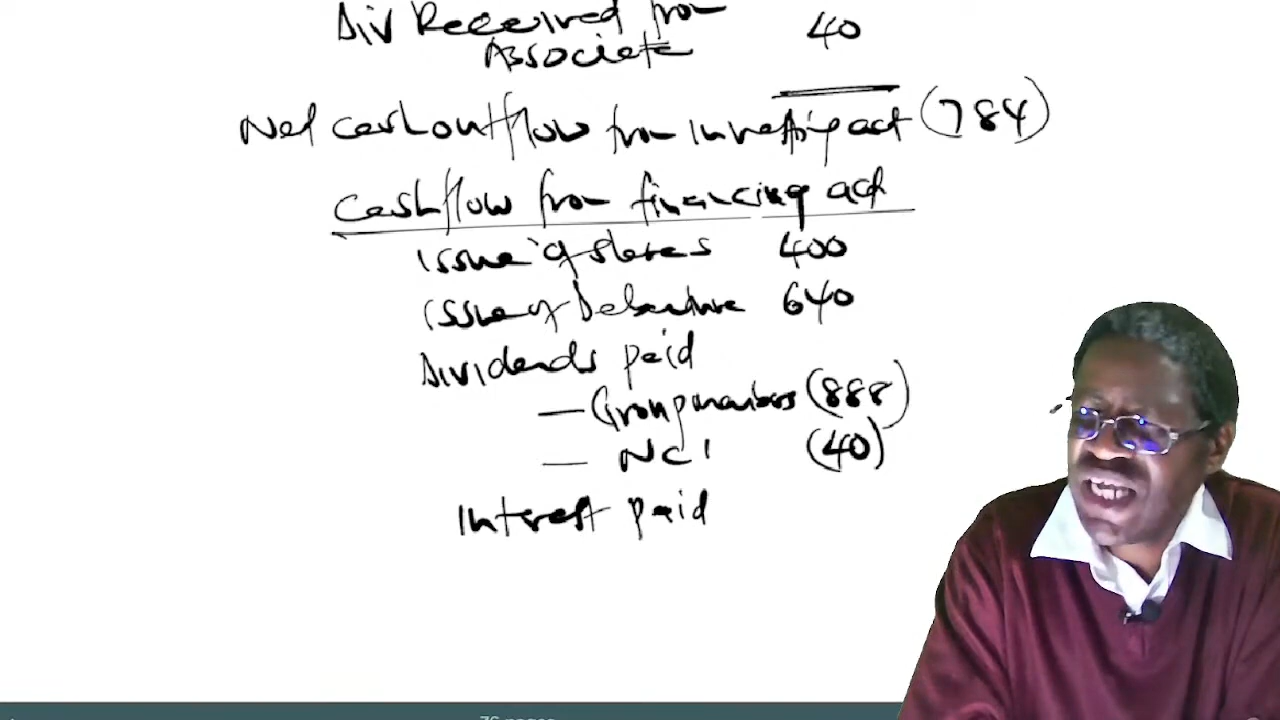 Div Received from
Associate 40
Net cash outflow from investing act (784)
Cashflow from financing act
issue of shares 400
issue of Debenture 640
Dividends paid
— Group members (888)
— NCI (40)
Interest paid